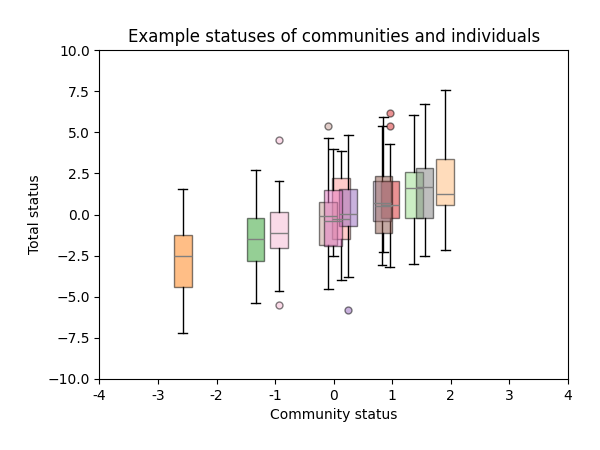 Example statuses of communities and individuals
10.0
7.5
5.0
2.5
0.0
−2.5
−5.0
−7.5
−10.0
Total status
-4 -3 -2 -1 0 1 2 3 4
Community status